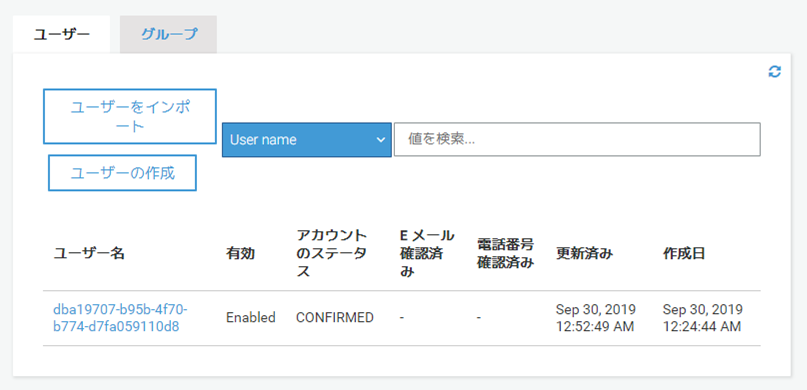 ユーザー
グループ
ユーザーをインポ
ート
User name
値を検索...
ユーザーの作成
ユーザー名
有効
アカウント
のステータ
ス
E メール
確認済
み
電話番号
確認済み
更新済み
作成日
dba19707-b95b-4f70-
b774-d7fa059110d8
Enabled
CONFIRMED
-
-
Sep 30, 2019
12:52:49 AM
Sep 30, 2019
12:24:44 AM